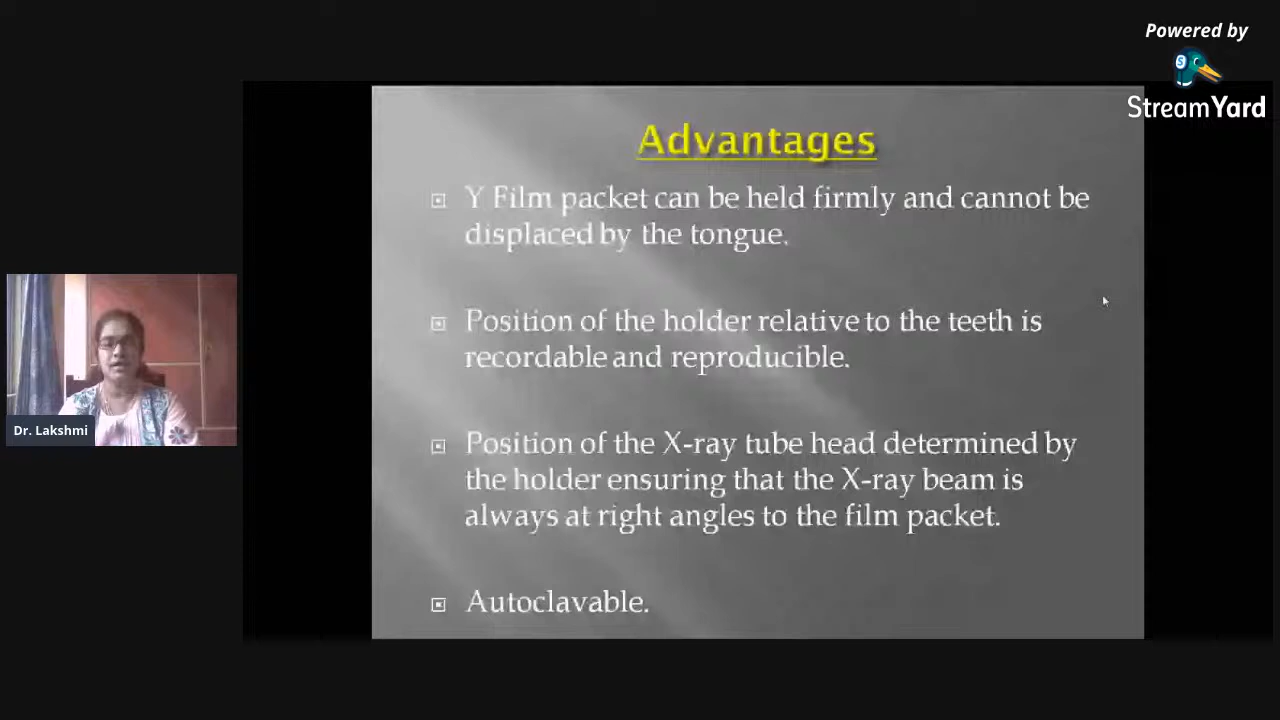 Powered by
StreamYard
Advantages
Y Film packet can be held firmly and cannot be
displaced by the tongue.
Position of the holder relative to the teeth is
recordable and reproducible.
Position of the X-ray tube head determined by
the holder ensuring that the X-ray beam is
always at right angles to the film packet.
Autoclavable.
Dr. Lakshmi